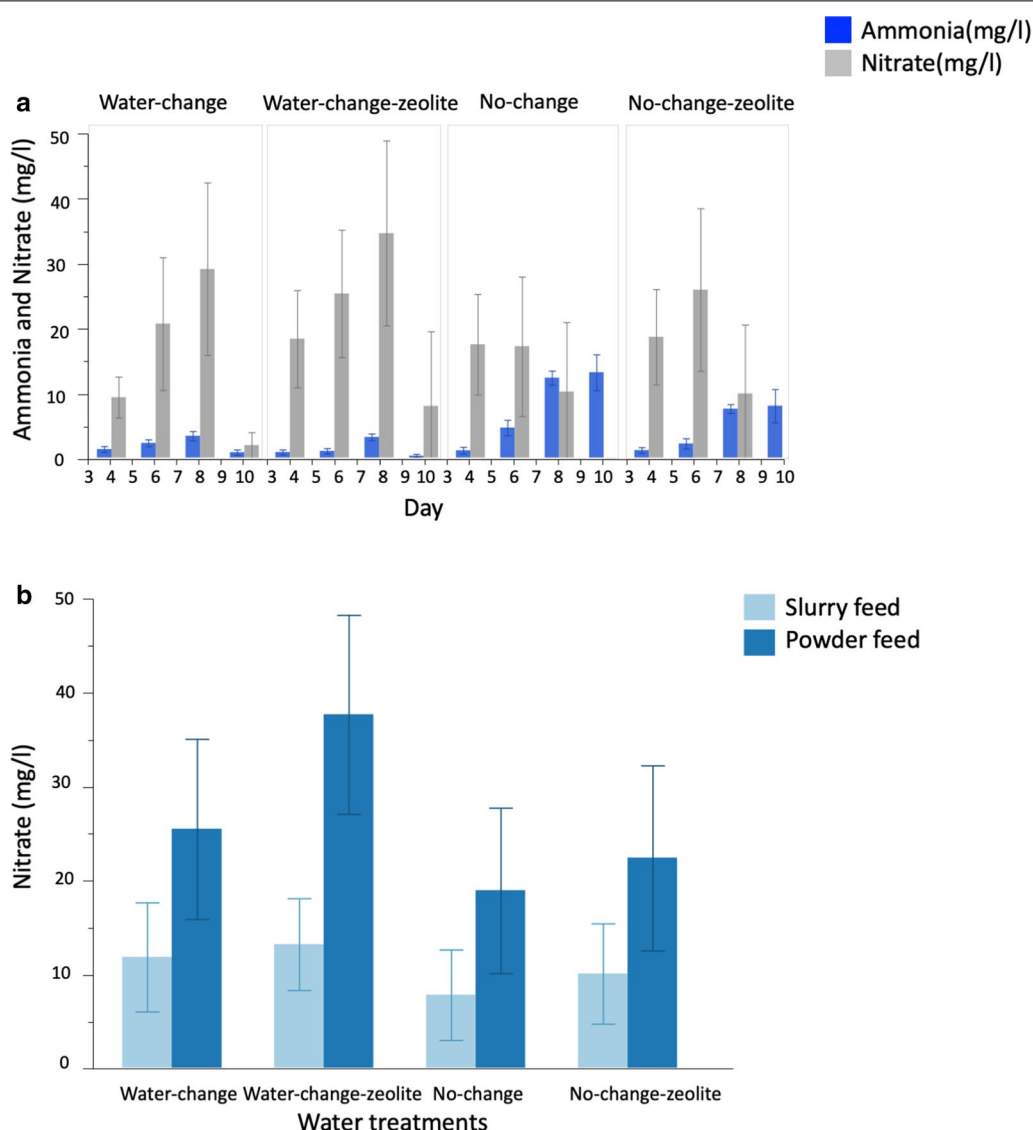 Ammonia(mg/l)
Nitrate(mg/l)
a
Water-change Water-change-zeolite No-change No-change-zeolite
Ammonia and Nitrate (mg/l)
50
40
30
20
10
0
3 4 5 6 7 8 9 10 3 4 5 6 7 8 9 10 3 4 5 6 7 8 9 10 3 4 5 6 7 8 9 10
Day
b
Slurry feed
Powder feed
Nitrate (mg/l)
50
40
30
20
10
0
Water-change Water-change-zeolite No-change No-change-zeolite
Water treatments